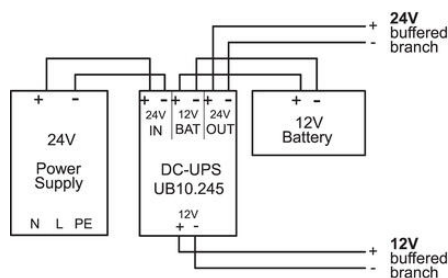 + 24V
- buffered
branch
+ -
24V
Power
Supply
N L PE
+ - + - + -
24V 12V 24V
IN BAT OUT
DC-UPS
UB10.245
12V
+ -
+ -
12V
Battery
+ 12V
- buffered
branch